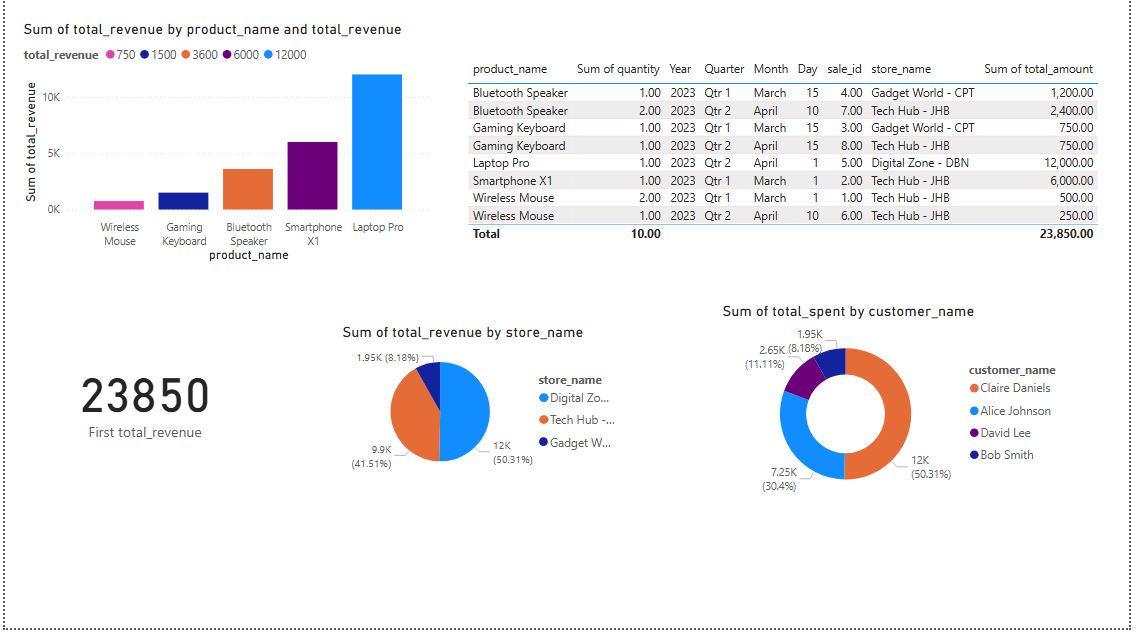 Sum of total_revenue by product_name and total_revenue
total_revenue 750 1500 3600 6000 12000
Sum of total_revenue
10K
5K
0K
Wireless Mouse
Gaming Keyboard
Bluetooth Speaker
Smartphone X1
Laptop Pro
product_name
product_name Sum of quantity Year Quarter Month Day sale_id store_name Sum of total_amount
Bluetooth Speaker 1.00 2023 Qtr 1 March 15 4.00 Gadget World - CPT 1,200.00
Bluetooth Speaker 2.00 2023 Qtr 2 April 10 7.00 Tech Hub - JHB 2,400.00
Gaming Keyboard 1.00 2023 Qtr 1 March 15 3.00 Gadget World - CPT 750.00
Gaming Keyboard 1.00 2023 Qtr 2 April 15 8.00 Tech Hub - JHB 750.00
Laptop Pro 1.00 2023 Qtr 2 April 1 5.00 Digital Zone - DBN 12,000.00
Smartphone X1 1.00 2023 Qtr 1 March 1 2.00 Tech Hub - JHB 6,000.00
Wireless Mouse 2.00 2023 Qtr 1 March 1 1.00 Tech Hub - JHB 500.00
Wireless Mouse 1.00 2023 Qtr 2 April 10 6.00 Tech Hub - JHB 250.00
Total 10.00 23,850.00
23850
First total_revenue
Sum of total_revenue by store_name
1.95K (8.18%)
9.9K
(41.51%)
12K
(50.31%)
store_name
Digital Zo...
Tech Hub -...
Gadget W...
Sum of total_spent by customer_name
1.95K
(8.18%)
2.65K
(11.11%)
7.25K
(30.4%)
12K
(50.31%)
customer_name
Claire Daniels
Alice Johnson
David Lee
Bob Smith